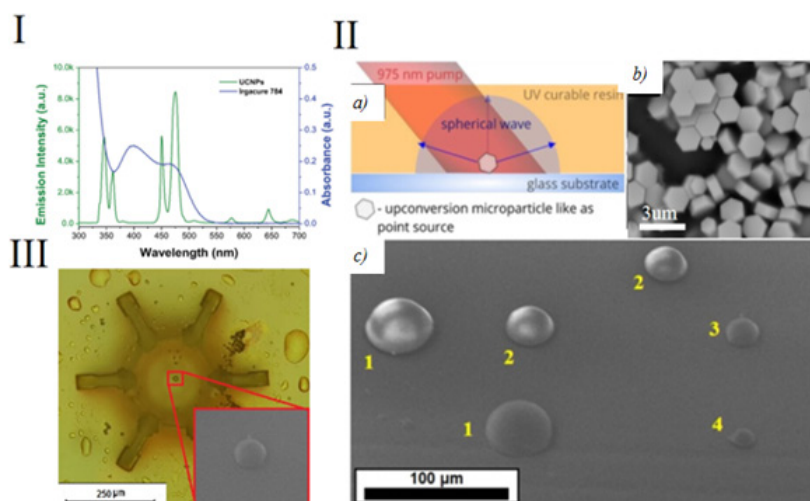 I
II
10.0k
8.0k
6.0k
4.0k
2.0k
0.0
Emission Intensity (a.u.)
UCNPs
Irgacure 784
0.5
0.4
0.3
0.2
0.1
0.0
Absorbance (a.u.)
300 350 400 450 500 550 600 650 700
Wavelength (nm)
a)
975 nm pump
UV curable resin
spherical wave
glass substrate
- upconversion microparticle like as
point source
b)
3um
III
250 µm
c)
2
1
2
3
1
4
100 µm